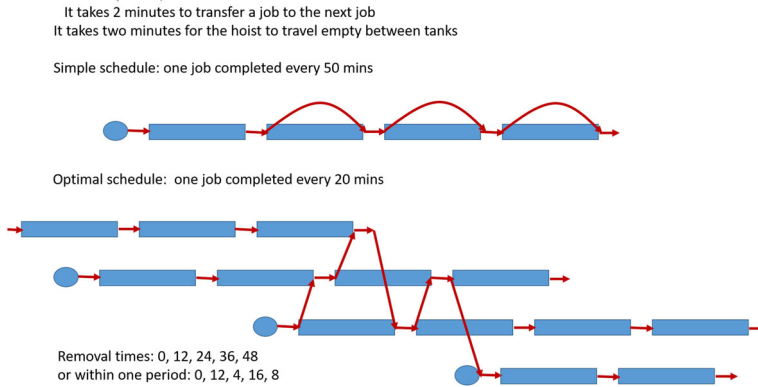 It takes 2 minutes to transfer a job to the next job
It takes two minutes for the hoist to travel empty between tanks
Simple schedule: one job completed every 50 mins
Optimal schedule: one job completed every 20 mins
Removal times: 0, 12, 24, 36, 48
or within one period: 0, 12, 4, 16, 8